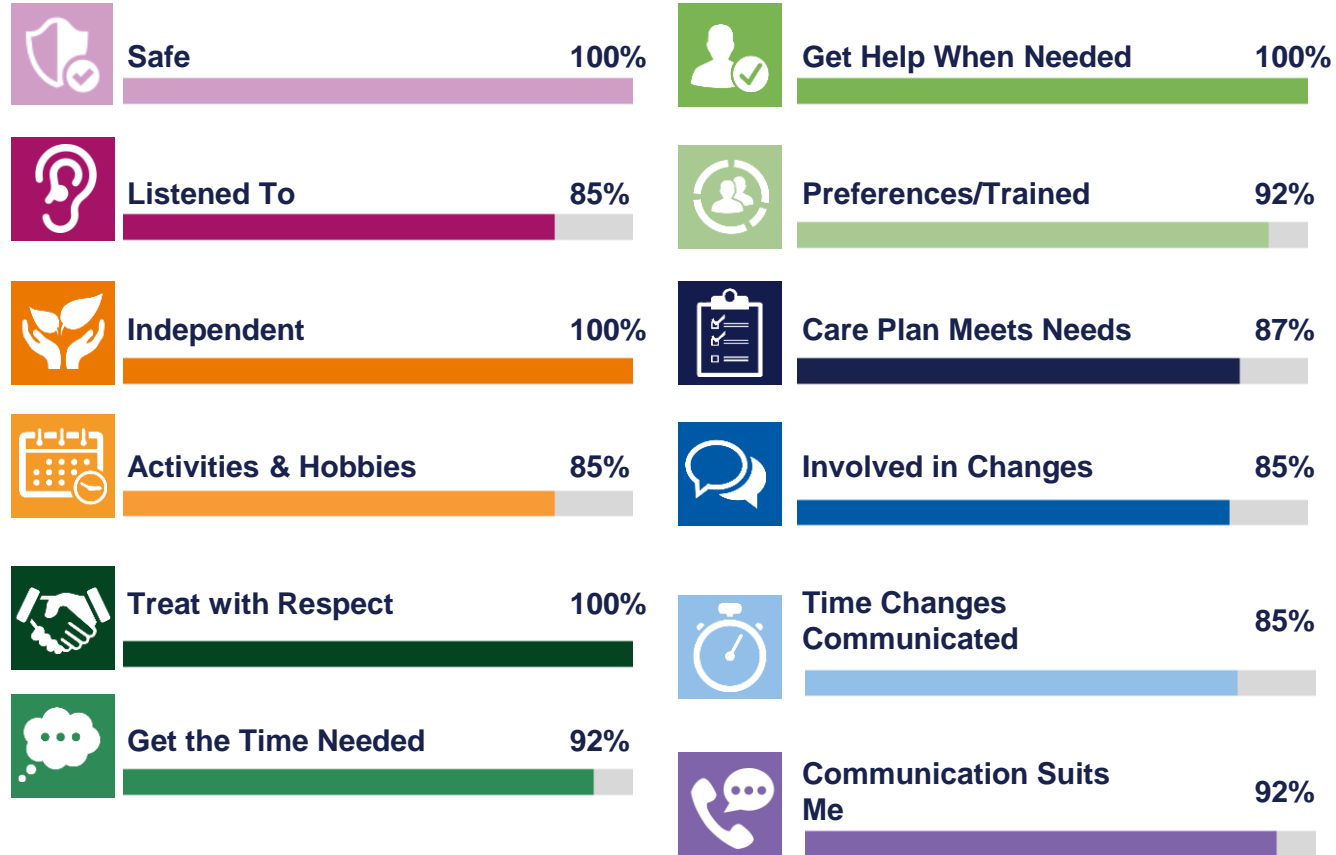 Safe 100%
Listened To 85%
Independent 100%
Activities & Hobbies 85%
Treat with Respect 100%
Get the Time Needed 92%
Get Help When Needed 100%
Preferences/Trained 92%
Care Plan Meets Needs 87%
Involved in Changes 85%
Time Changes
Communicated 85%
Communication Suits
Me 92%